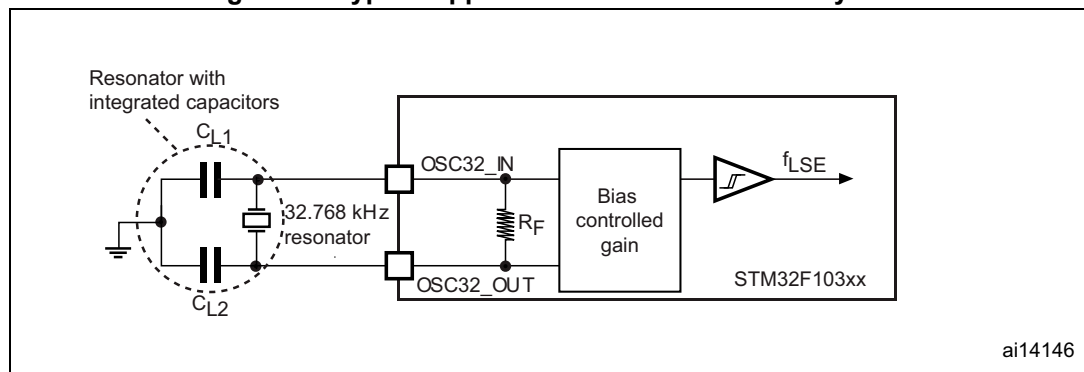 Resonator with
integrated capacitors
CL1
OSC32_IN
fLSE
32.768 kHz
resonator
RF
Bias
controlled
gain
OSC32_OUT
STM32F103xx
CL2
ai14146